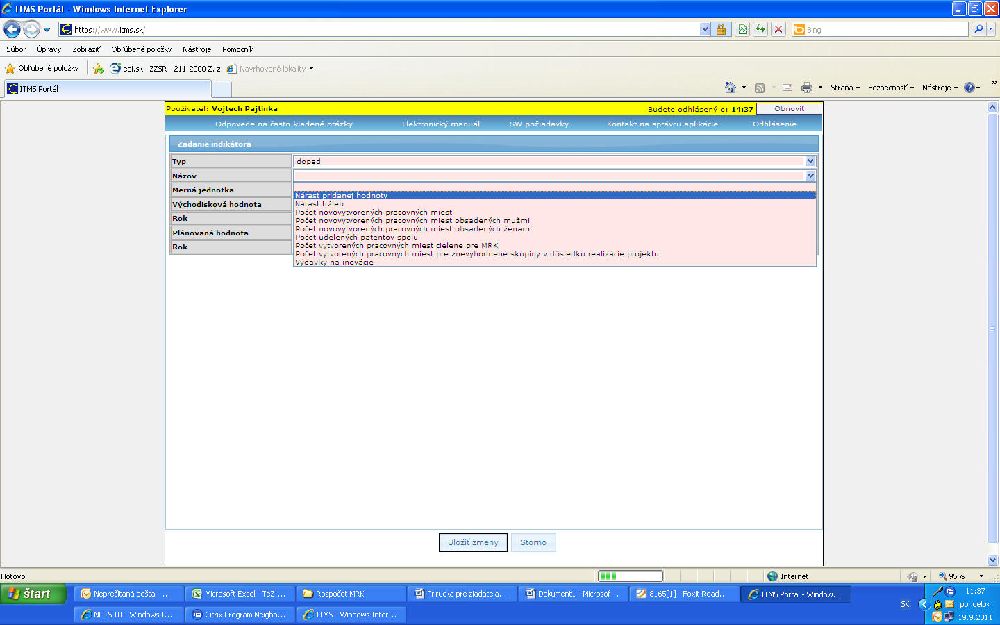 ITMS Portál - Windows Internet Explorer
https://www.itms.sk/
Bing
Súbor Úpravy Zobraziť Obľúbené položky Nástroje Pomocník
Obľúbené položky epi.sk - ZZSR - 211-2000 Z. z Navrhované lokality
ITMS Portál Strana Bezpečnosť Nástroje
Používateľ: Vojtech Pajtinka Budete odhlásený o: 14:37 Obnoviť
Odpovede na často kladené otázky Elektronický manuál SW požiadavky Kontakt na správcu aplikácie Odhlásenie
Zadanie indikátora
Typ dopad
Názov
Merná jednotka
Východisková hodnota
Rok
Plánovaná hodnota
Rok
Nárast pridanej hodnoty
Nárast tržieb
Počet novovytvorených pracovných miest
Počet novovytvorených pracovných miest obsadených mužmi
Počet novovytvorených pracovných miest obsadených ženami
Počet udelených patentov spolu
Počet vytvorených pracovných miest cielene pre MRK
Počet vytvorených pracovných miest pre znevýhodnené skupiny v dôsledku realizácie projektu
Výdavky na inovácie
Uložiť zmeny Storno
Hotovo Internet 95%
štart Neprečítaná pošta - ... Microsoft Excel - TeZ-... Rozpočet MRK Prirucka pre ziadatela... Dokument1 - Microsof... 8165[1] - Foxit Read... ITMS Portál - Window... 11:37
NUTS III - Windows I... Citrix Program Neighb... ITMS - Windows Inter... SK pondelok
19.9.2011